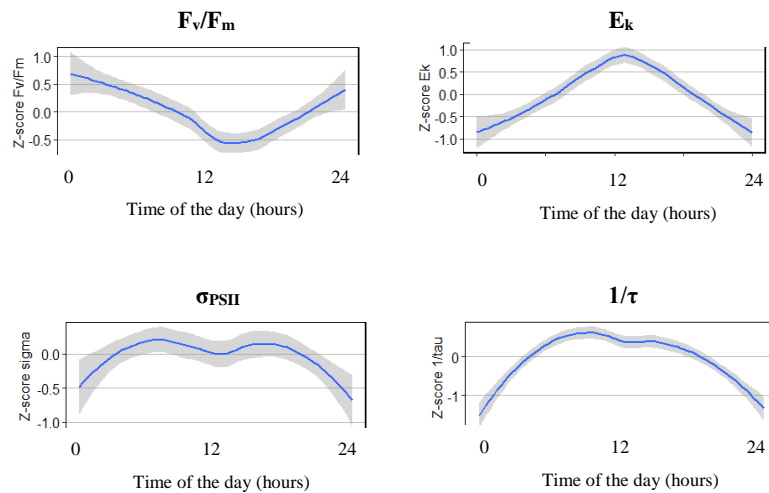 Fv/Fm
Z-score Fv/Fm
1.0
0.5
0.0
-0.5
0 12 24
Time of the day (hours)
Ek
Z-score Ek
1.0
0.5
0.0
-0.5
-1.0
0 12 24
Time of the day (hours)
σPSII
Z-score sigma
0.0
-0.5
-1.0
0 12 24
Time of the day (hours)
1/τ
Z-score 1/tau
0
-1
0 12 24
Time of the day (hours)